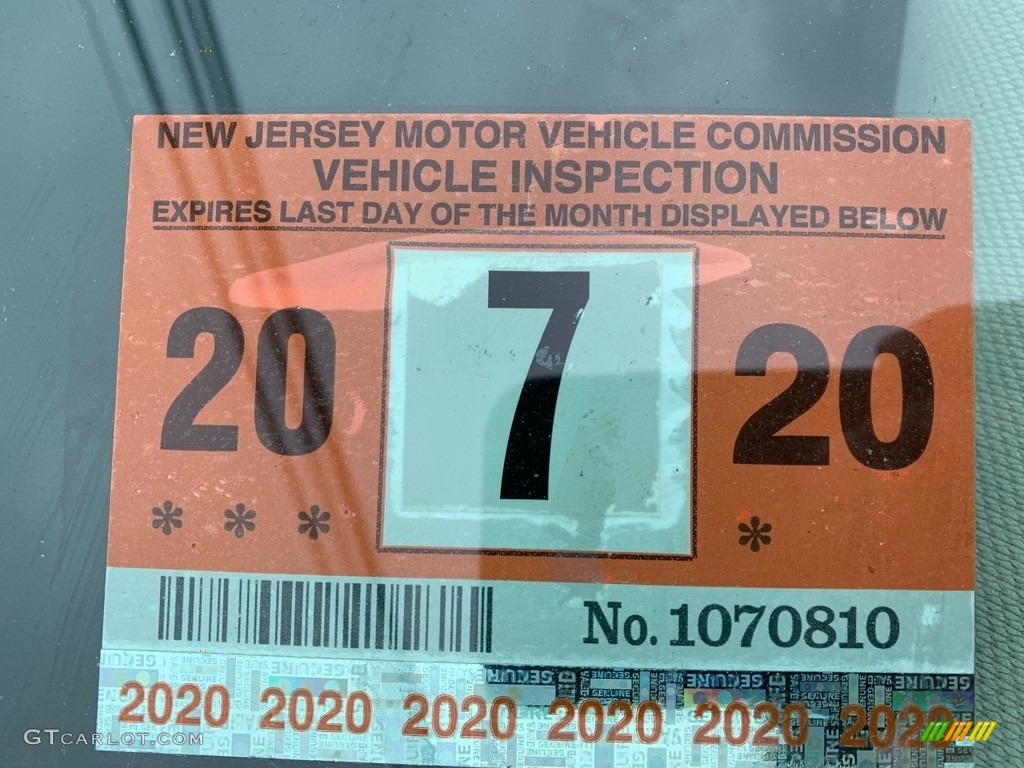 NEW JERSEY MOTOR VEHICLE COMMISSION
VEHICLE INSPECTION
EXPIRES LAST DAY OF THE MONTH DISPLAYED BELOW
20 7 20
* * * *
No. 1070810
2020 2020 2020 2020 2020 2020
GTCARLOT.COM